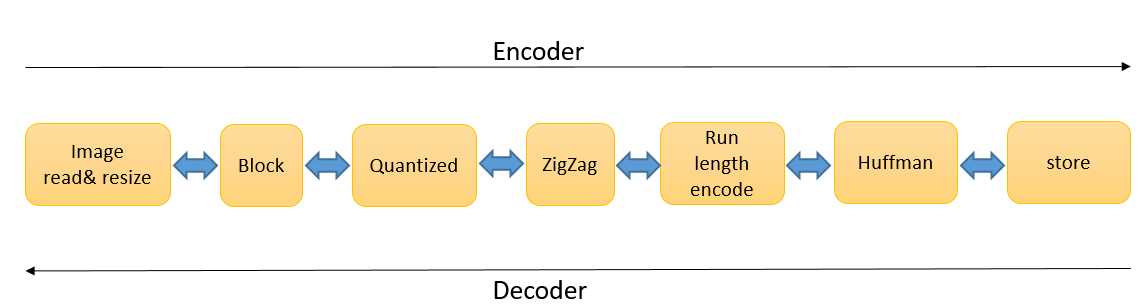 Encoder
Image
read& resize
Block
Quantized
ZigZag
Run
length
encode
Huffman
store
Decoder